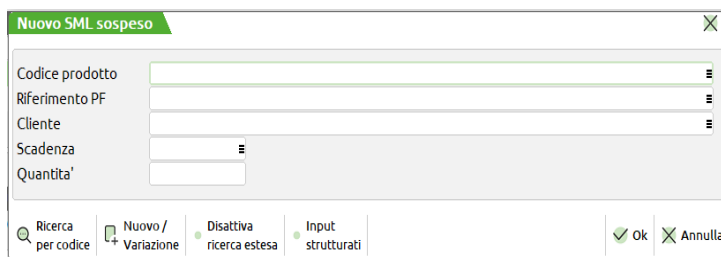 Nuovo SML sospeso
Codice prodotto
Riferimento PF
Cliente
Scadenza
Quantita'
Ricerca
per codice
Nuovo /
Variazione
Disattiva
ricerca estesa
Input
strutturati
Ok
Annulla